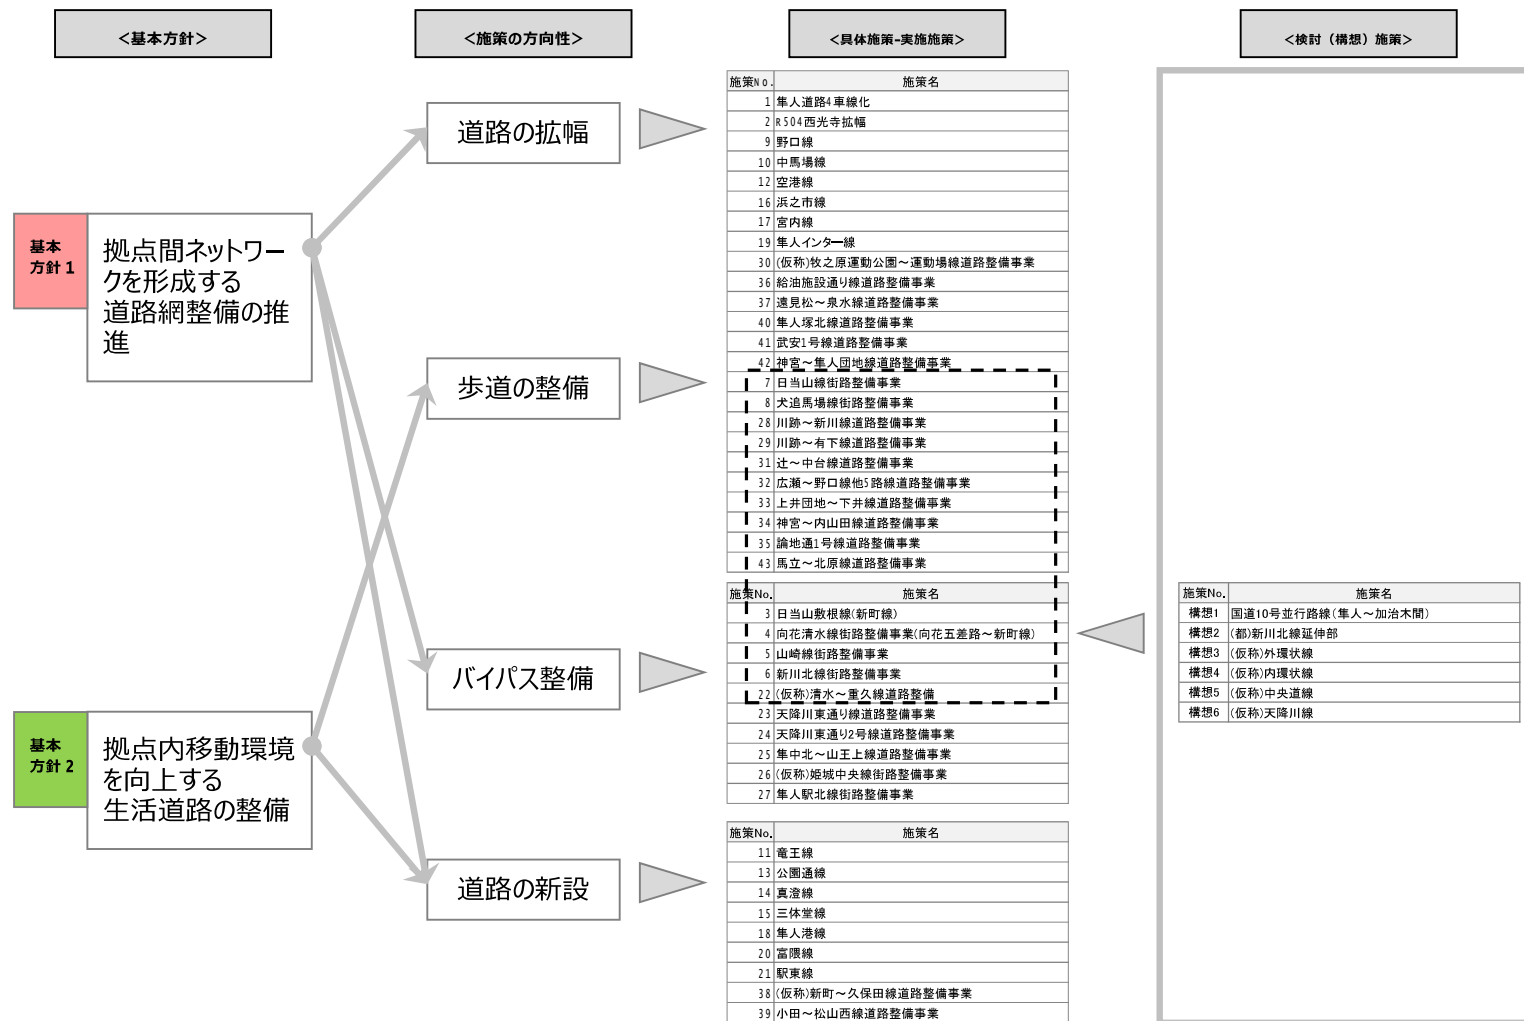 <基本方針>
<施策の方向性>
<具体施策-実施施策>
<検討（構想）施策>
基本
方針 1
拠点間ネットワー
クを形成する
道路網整備の推
進
基本
方針 2
拠点内移動環境
を向上する
生活道路の整備
道路の拡幅
歩道の整備
バイパス整備
道路の新設
施策No. 施策名
1 隼人道路4車線化
2 R504西光寺拡幅
9 野口線
10 中馬場線
12 空港線
16 浜之市線
17 宮内線
19 隼人インター線
30 (仮称)牧之原運動公園～運動場線道路整備事業
36 給油施設通り線道路整備事業
37 遠見松～泉水線道路整備事業
40 隼人塚北線道路整備事業
41 武安1号線道路整備事業
42 神宮～隼人団地線道路整備事業
7 日当山線街路整備事業
8 犬追馬場線街路整備事業
28 川跡～新川線道路整備事業
29 川跡～有下線道路整備事業
31 辻～中台線道路整備事業
32 広瀬～野口線他5路線道路整備事業
33 上井団地～下井線道路整備事業
34 神宮～内山田線道路整備事業
35 論地通1号線道路整備事業
43 馬立～北原線道路整備事業
施策No. 施策名
3 日当山敷根線(新町線)
4 向花清水線街路整備事業(向花五差路～新町線)
5 山崎線街路整備事業
6 新川北線街路整備事業
22 (仮称)清水～重久線道路整備
23 天降川東通り線道路整備事業
24 天降川東通り2号線道路整備事業
25 隼中北～山王上線道路整備事業
26 (仮称)姫城中央線街路整備事業
27 隼人駅北線街路整備事業
施策No. 施策名
11 竜王線
13 公園通線
14 真澄線
15 三体堂線
18 隼人港線
20 富隈線
21 駅東線
38 (仮称)新町～久保田線道路整備事業
39 小田～松山西線道路整備事業
施策No. 施策名
構想1 国道10号並行路線(隼人～加治木間)
構想2 (都)新川北線延伸部
構想3 (仮称)外環状線
構想4 (仮称)内環状線
構想5 (仮称)中央道線
構想6 (仮称)天降川線